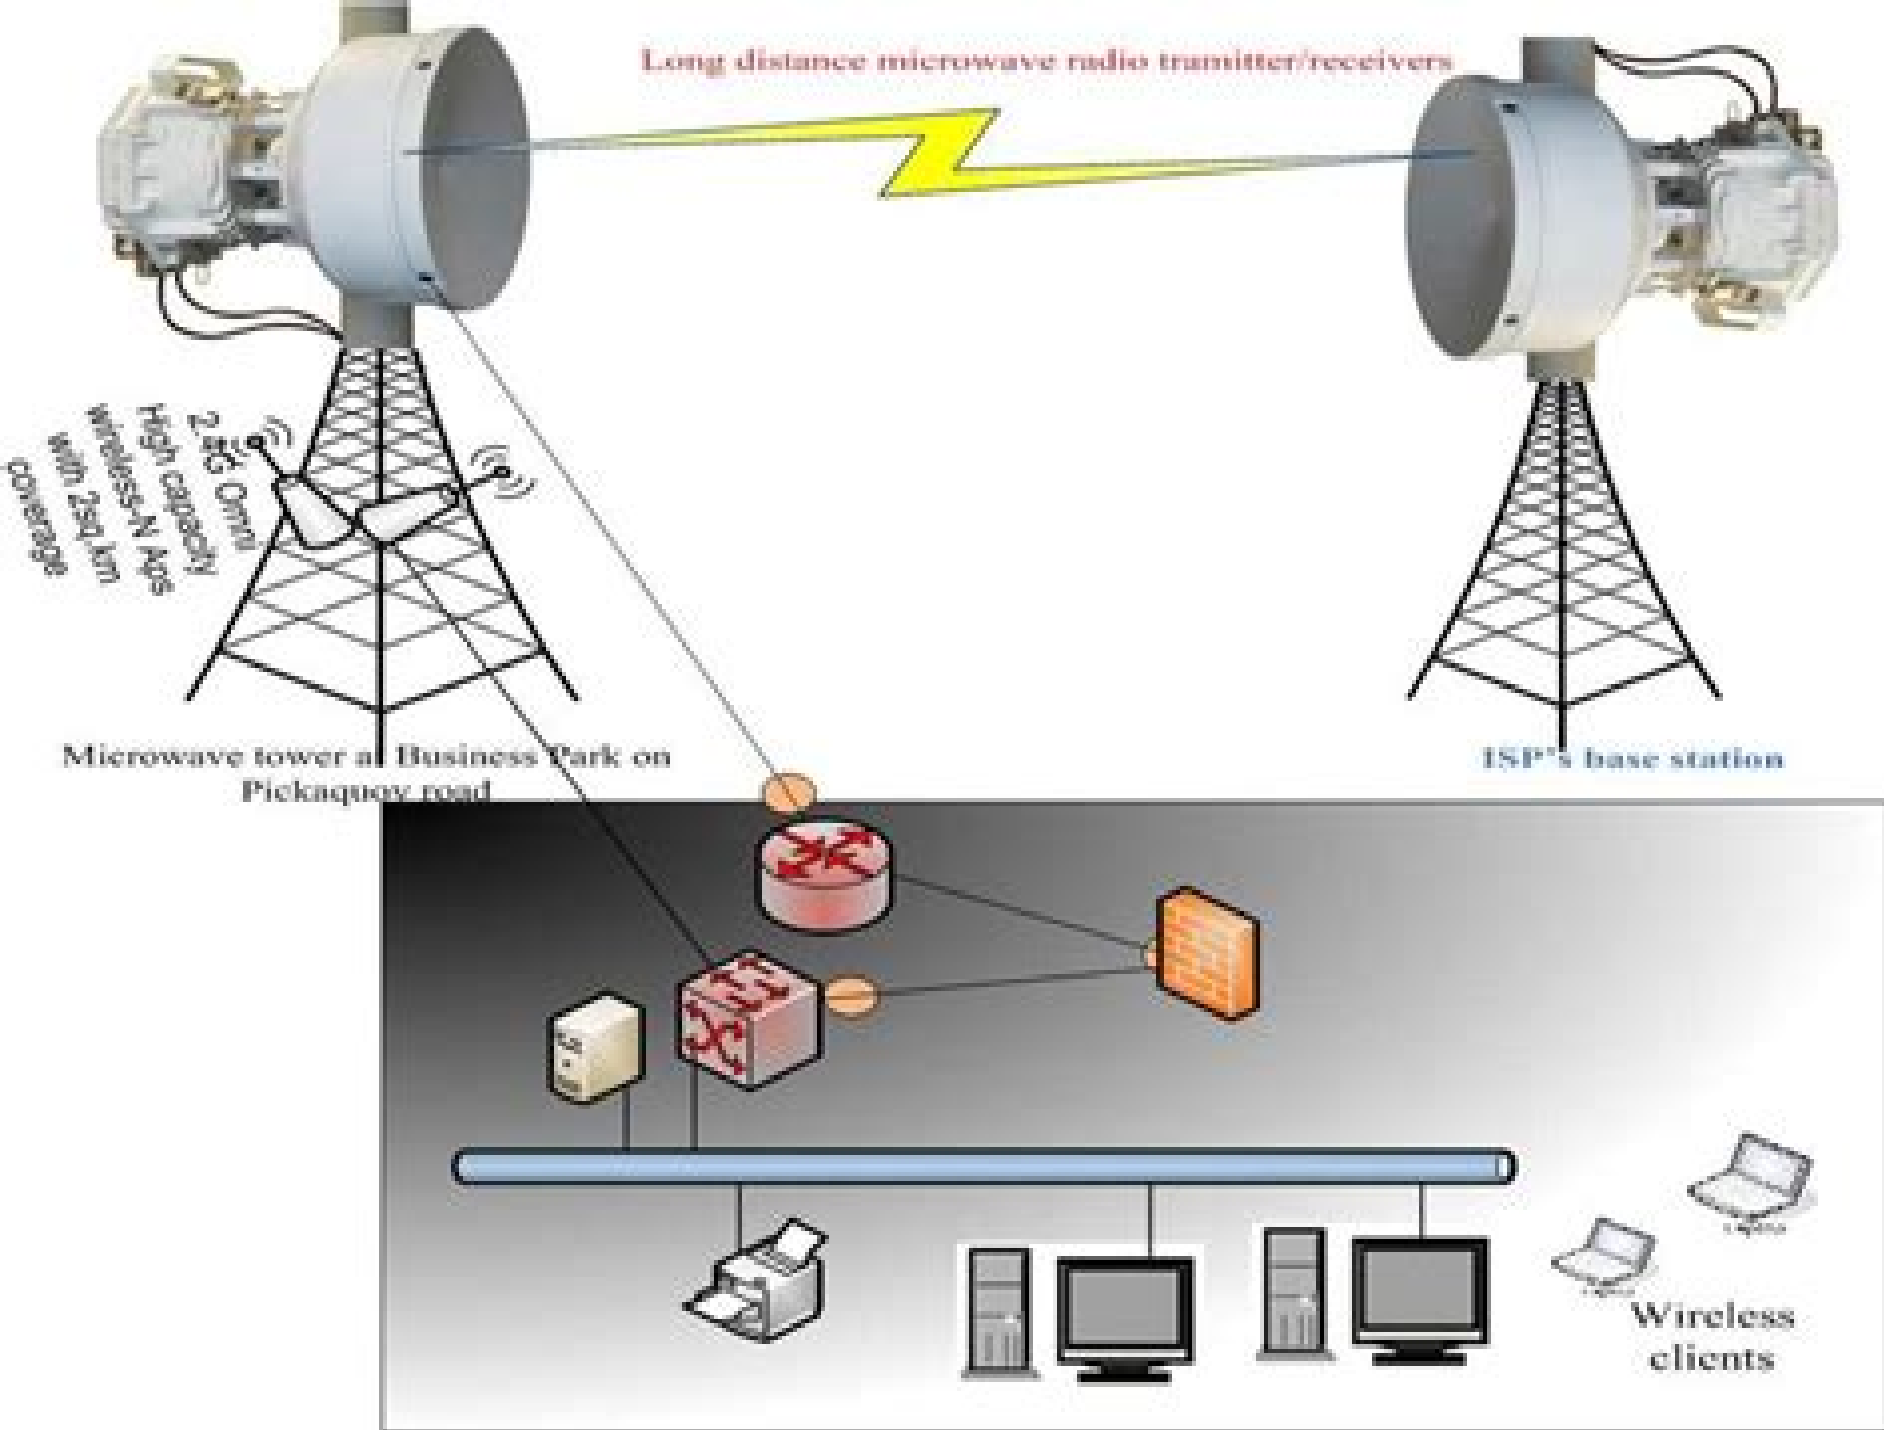 Long distance microwave radio tramitter/receivers
2.4G Omni
High capacity
wireless-N Aps
with 2sq.km
coverage
Microwave tower at Business Park on
Pickaquoy road
ISP's base station
Wireless
clients